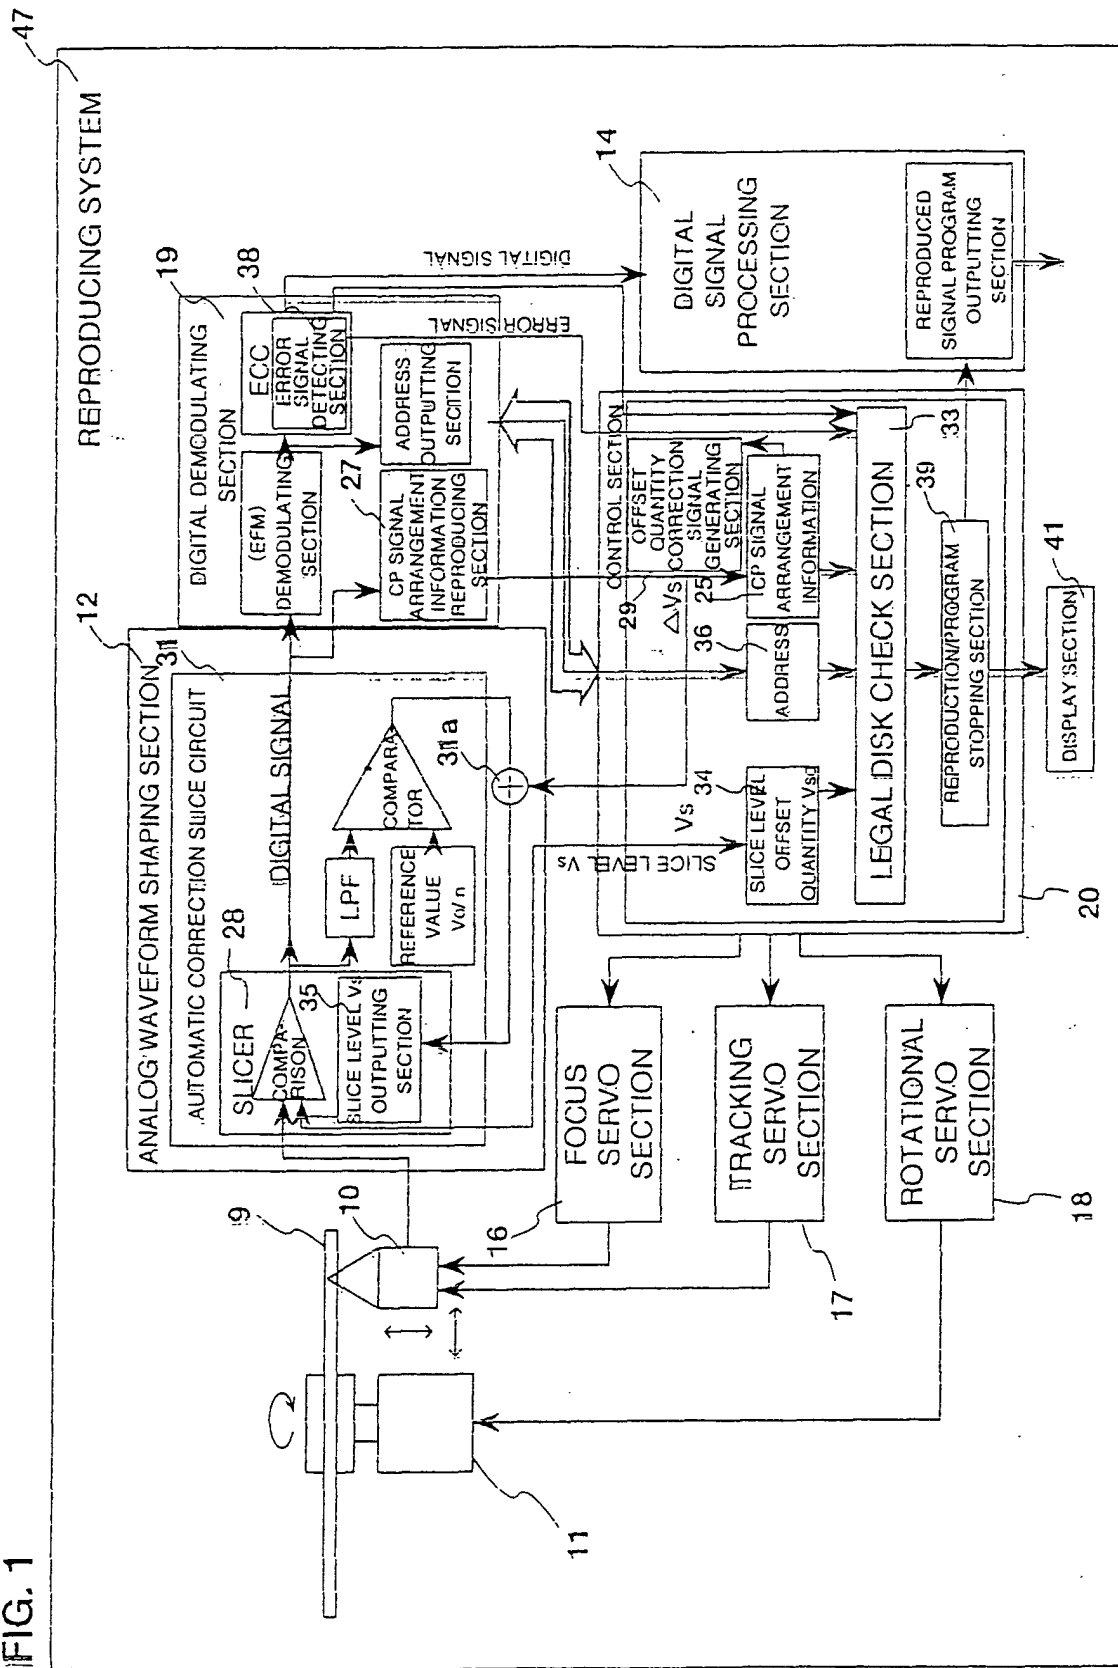 FIG. 1
47
REPRODUCING SYSTEM
12
ANALOG WAVEFORM SHAPING SECTION
31
AUTOMATIC CORRECTION SLICE CIRCUIT
28
SLICER
COMPA-
RISON
35
SLICE LEVEL Vs
OUTPUTTING
SECTION
DIGITAL SIGNAL
LPF
REFERENCE
VALUE
COMPARA-
TOR
31a
19
DIGITAL DEMODULATING
SECTION
(EFM)
DEMODULATING
SECTION
38
ECC
ERROR
SIGNAL
DETECTING
SECTION
27
CP SIGNAL
ARRANGEMENT
INFORMATION
REPRODUCING
SECTION
ADDRESS
OUTPUTTING
SECTION
DIGITAL SIGNAL
ERROR SIGNAL
14
DIGITAL
SIGNAL
PROCESSING
SECTION
REPRODUCED
SIGNAL PROGRAM
OUTPUTTING
SECTION
9
10
11
16
FOCUS
SERVO
SECTION
17
TRACKING
SERVO
SECTION
18
ROTATIONAL
SERVO
SECTION
20
CONTROL SECTION
SLICE LEVEL Vs
Vs
ΔVs
29
OFFSET
QUANTITY
CORRECTION
SIGNAL
GENERATING
SECTION
25
CP SIGNAL
ARRANGEMENT
INFORMATION
36
ADDRESS
34
SLICE LEVEL
OFFSET
QUANTITY
33
LEGAL DISK CHECK SECTION
39
REPRODUCTION/PROGRAM
STOPPING SECTION
41
DISPLAY SECTION